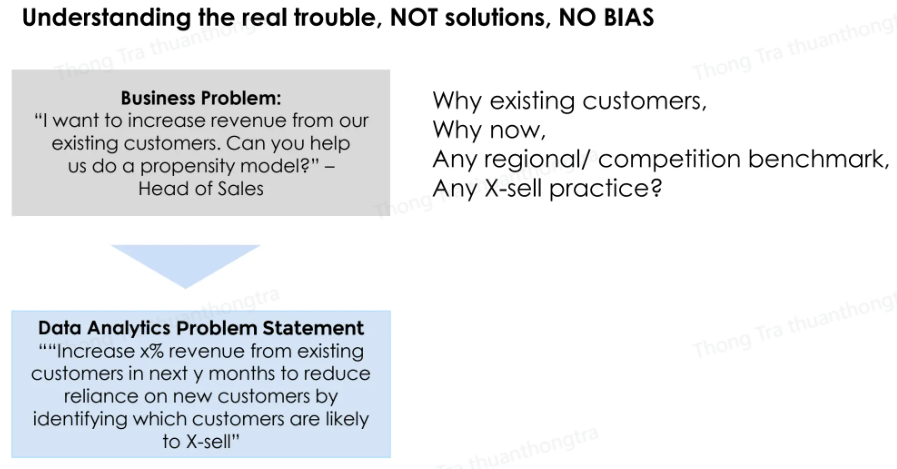 Understanding the real trouble, NOT solutions, NO BIAS
Business Problem:
“I want to increase revenue from our
existing customers. Can you help
us do a propensity model?” –
Head of Sales
Why existing customers,
Why now,
Any regional/ competition benchmark,
Any X-sell practice?
Data Analytics Problem Statement
““Increase x% revenue from existing
customers in next y months to reduce
reliance on new customers by
identifying which customers are likely
to X-sell”
Thong Tra thuanthongtra